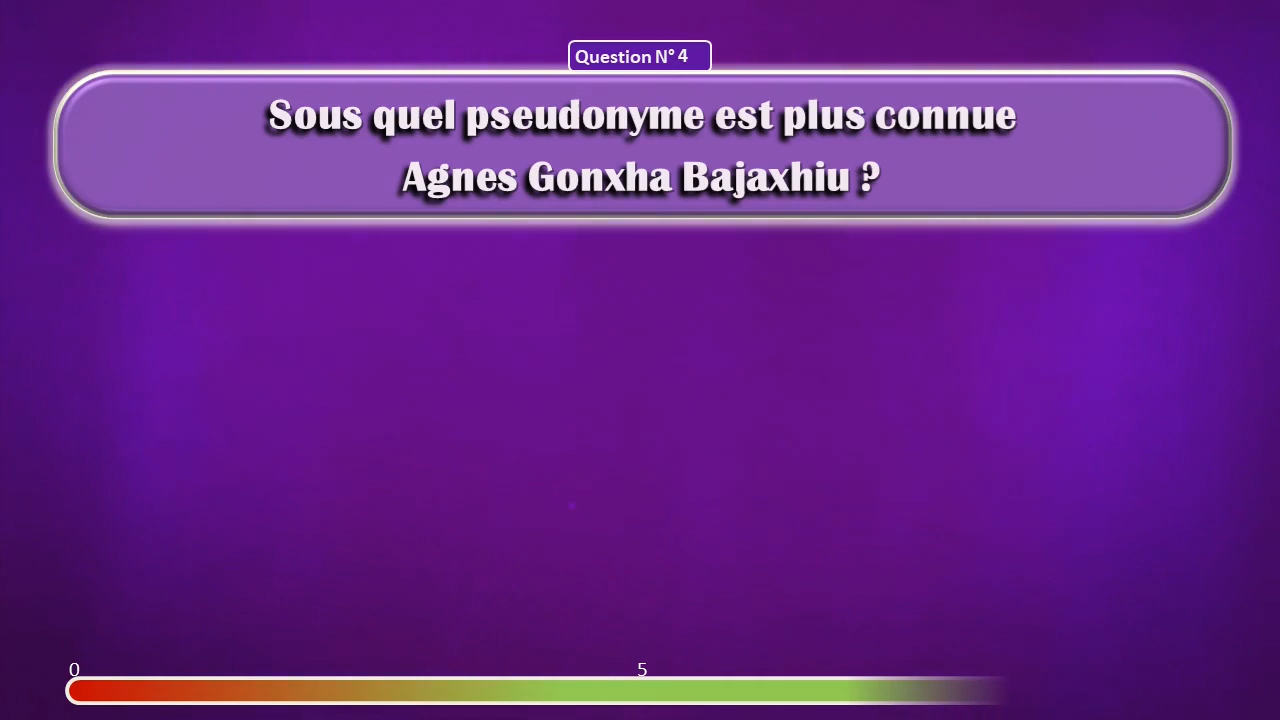 Question N° 4
Sous quel pseudonyme est plus connue
Agnes Gonxha Bajaxhiu ?
0
5